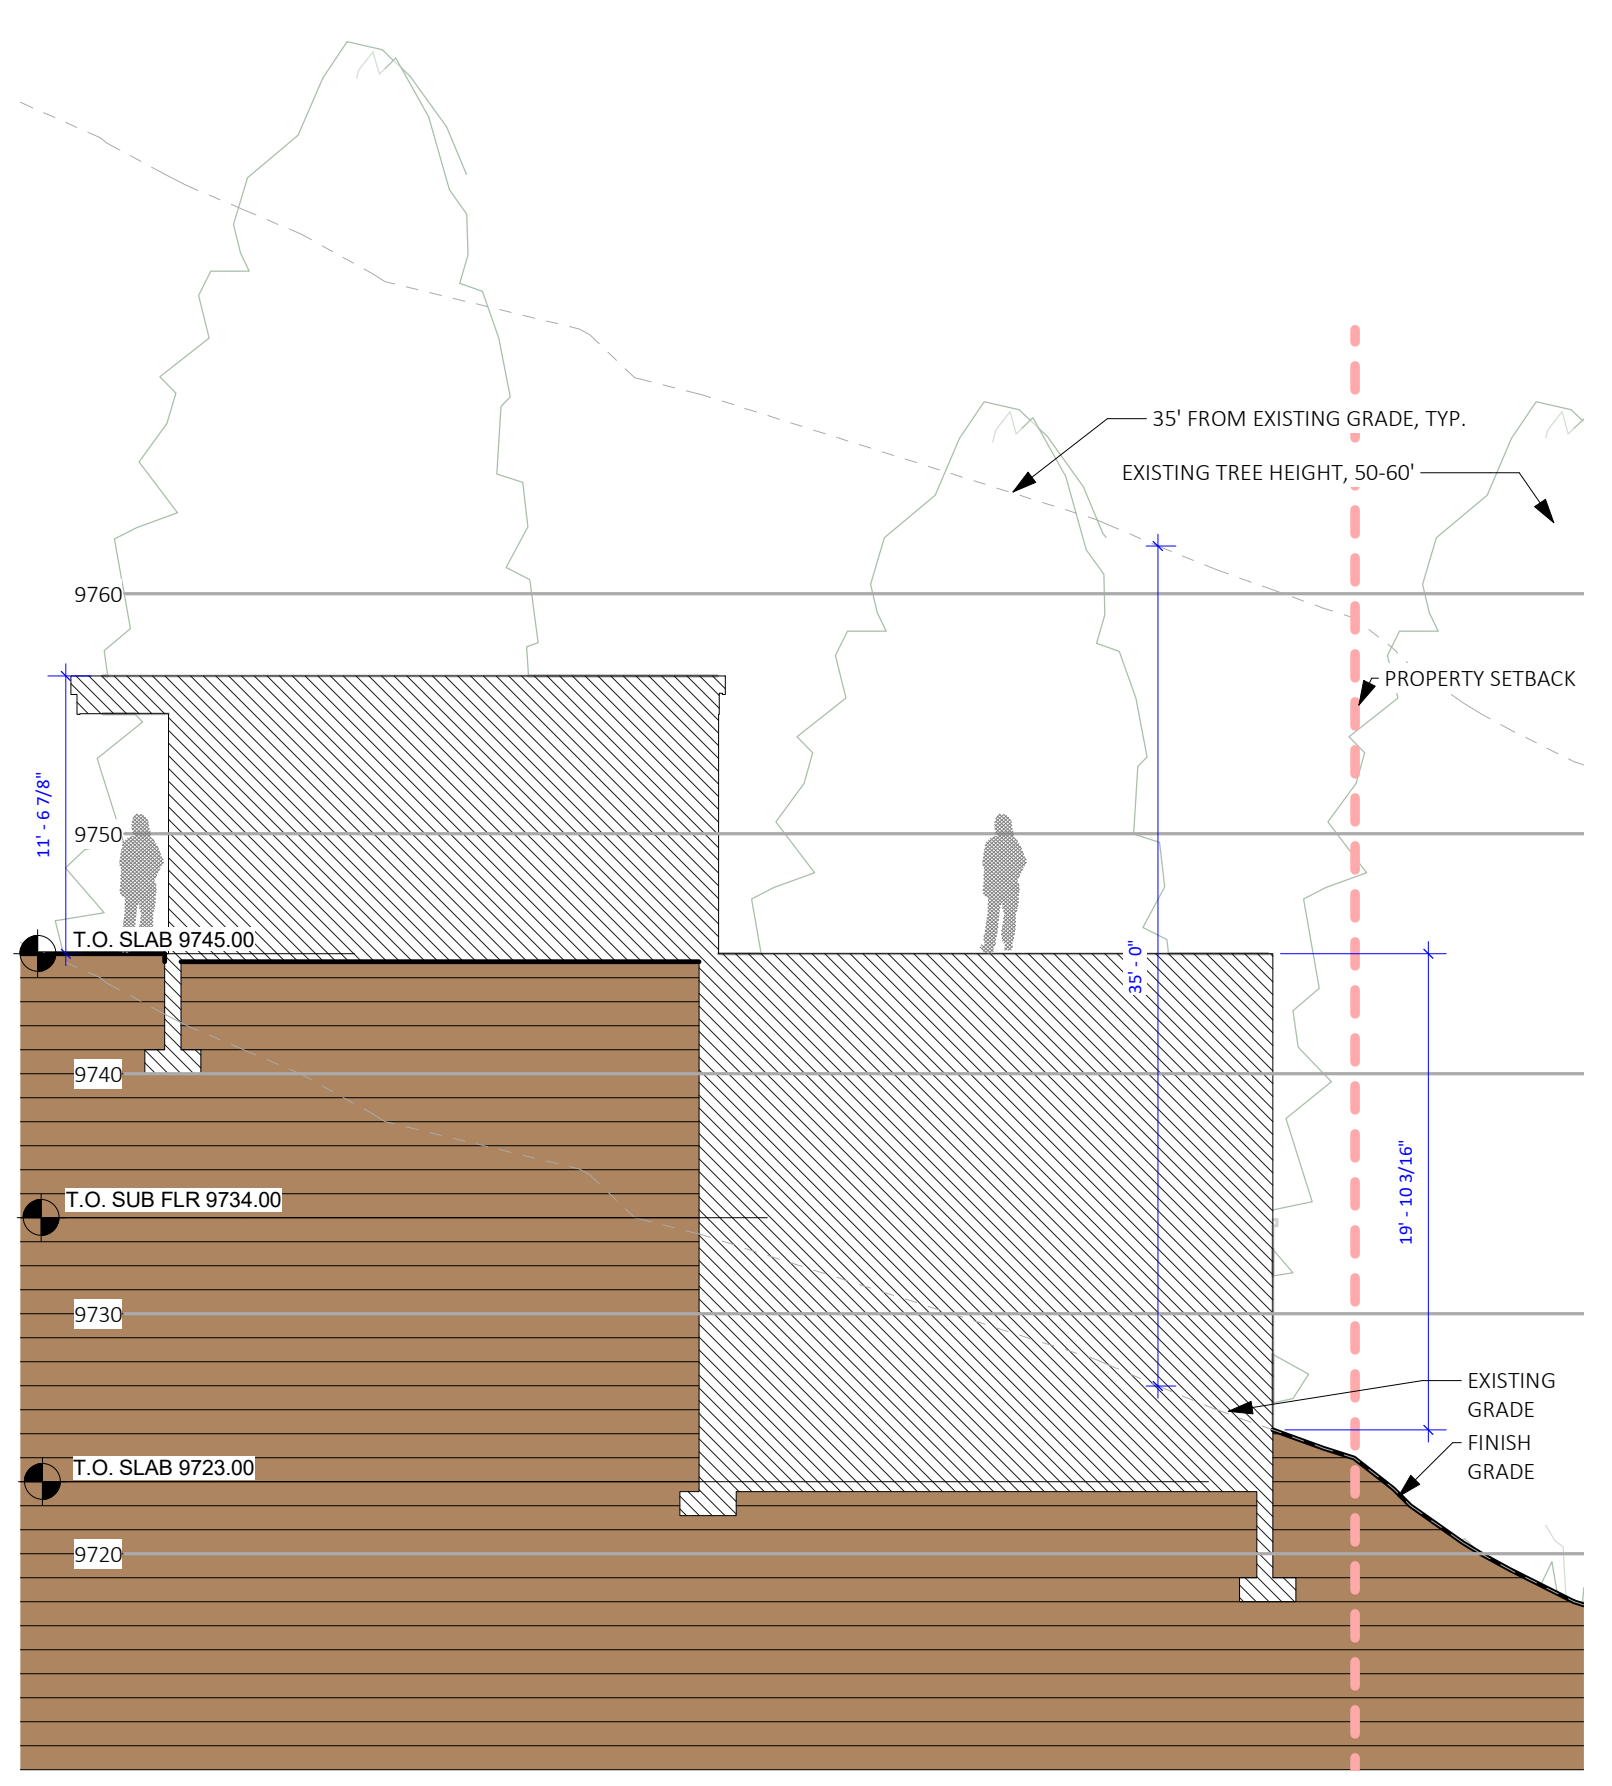 35' FROM EXISTING GRADE, TYP.
EXISTING TREE HEIGHT, 50-60'
9760
PROPERTY SETBACK
11' - 6 7/8"
9750
T.O. SLAB 9745.00
35' - 0"
9740
19' - 10 3/16"
T.O. SUB FLR 9734.00
9730
EXISTING
GRADE
FINISH
GRADE
T.O. SLAB 9723.00
9720